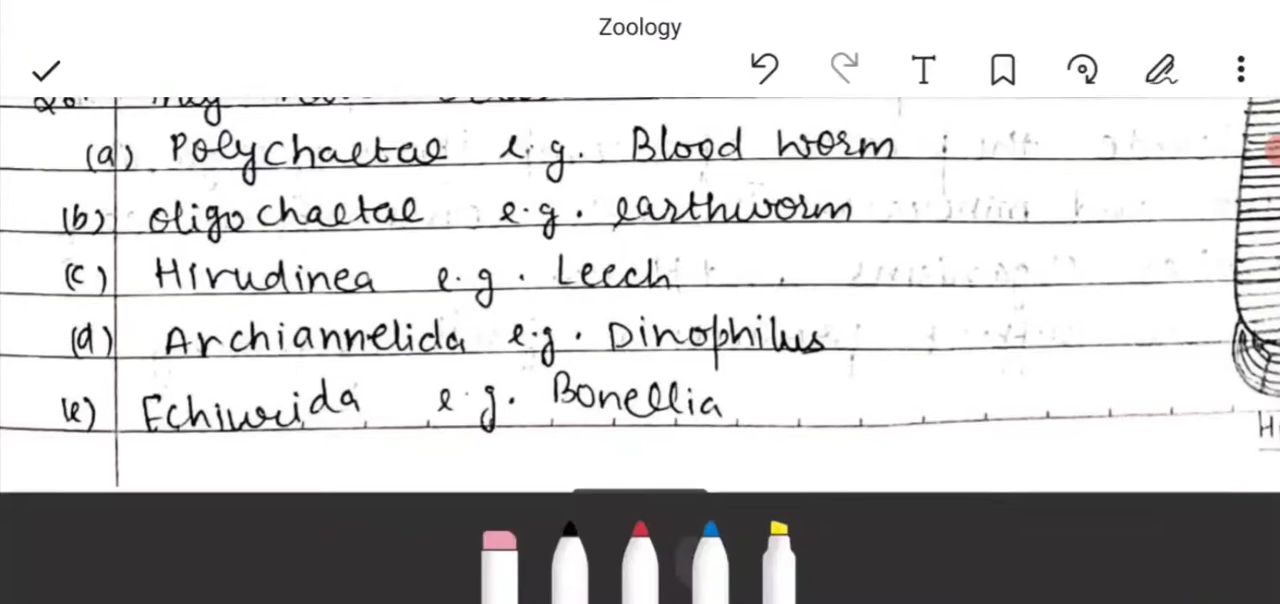 Zoology
(a) Polychaetae e.g. Blood worm
(b) oligochaetae e.g. earthworm
(c) Hirudinea e.g. Leech
(d) Archiannelida e.g. Dinophilus
(e) Echiurida e.g. Bonellia